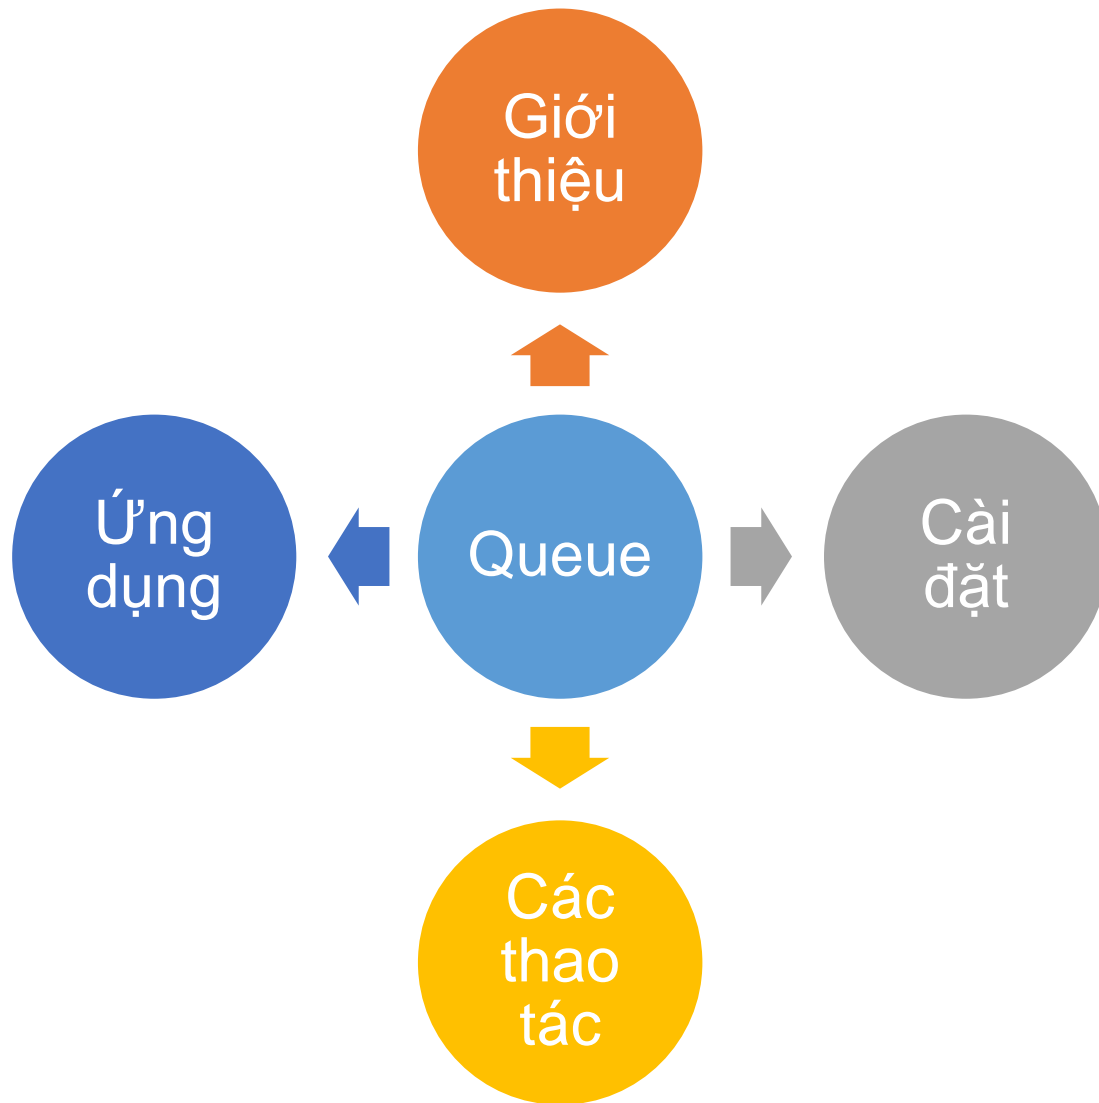 Giới
thiệu
Ứng
dụng
Queue
Cài
đặt
Các
thao
tác